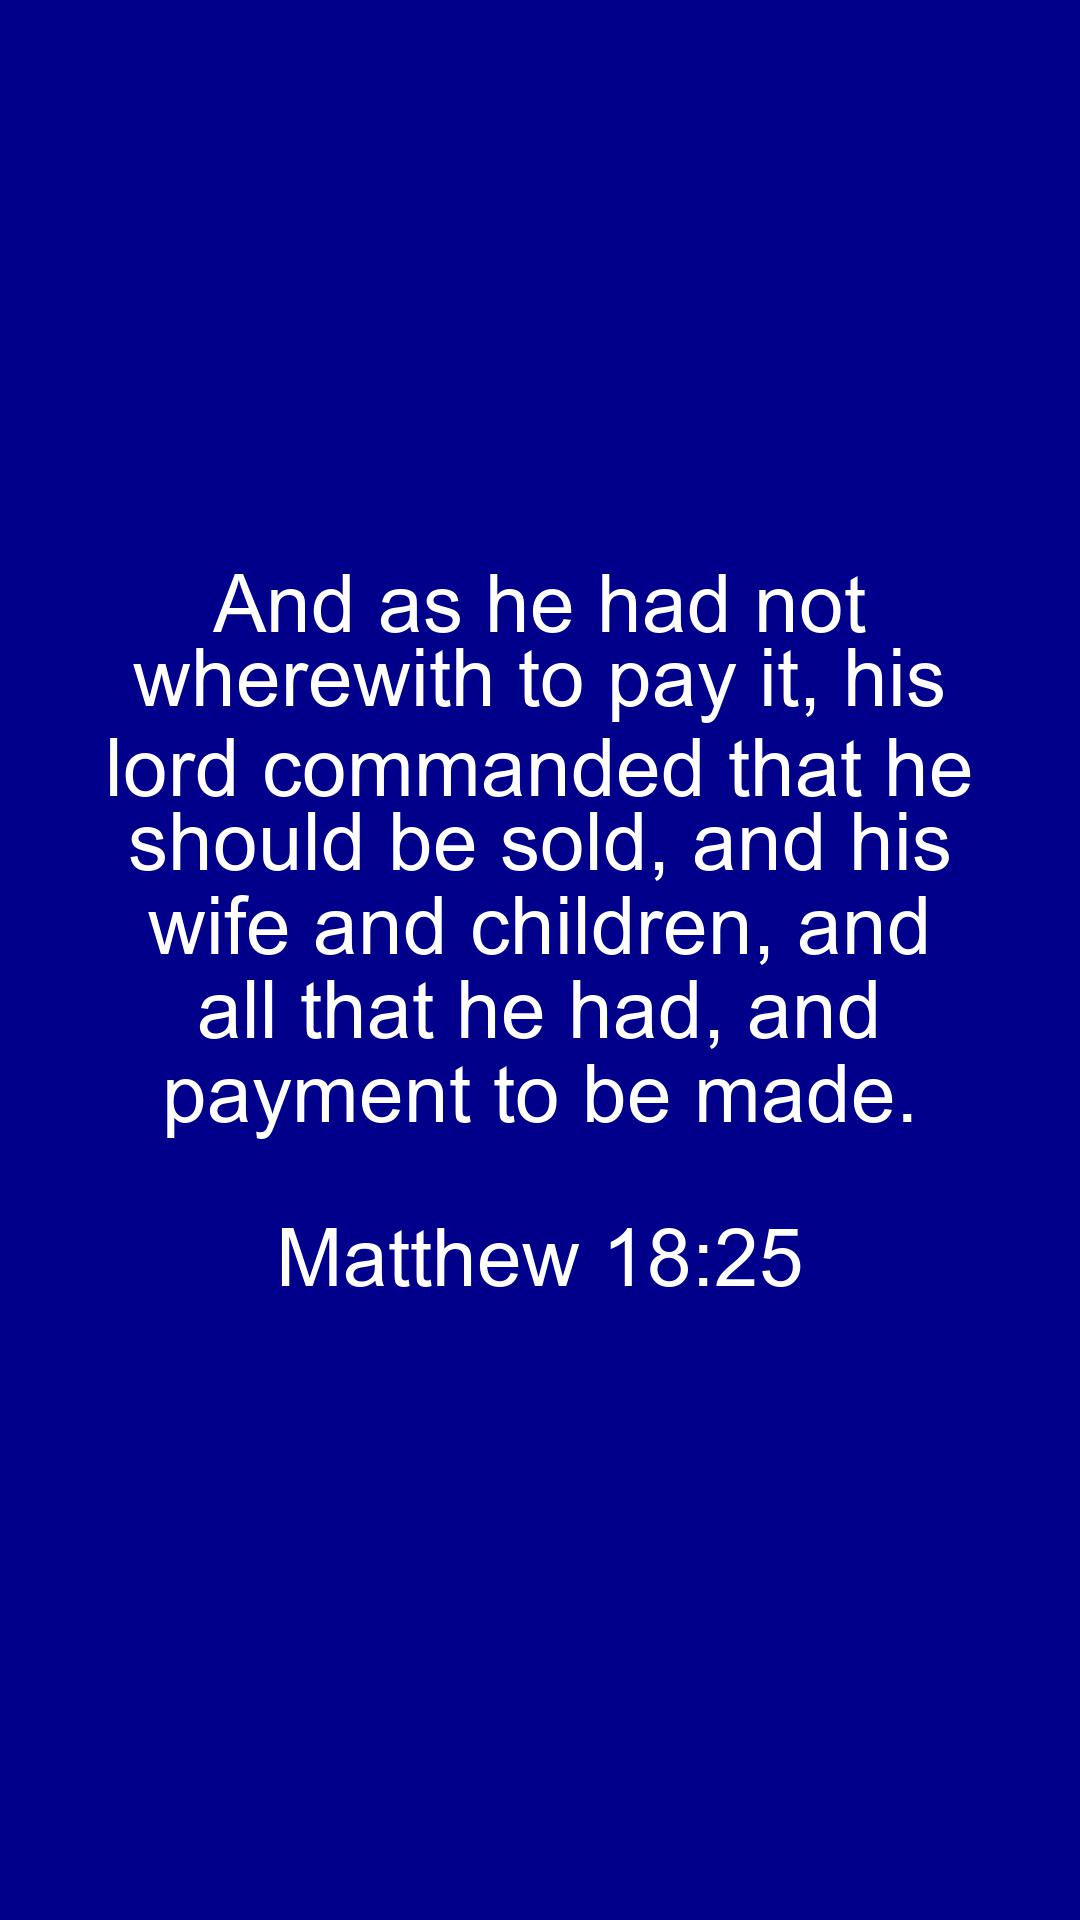 And as he had not
wherewith to pay it, his
lord commanded that he
should be sold, and his
wife and children, and
all that he had, and
payment to be made.
Matthew 18:25